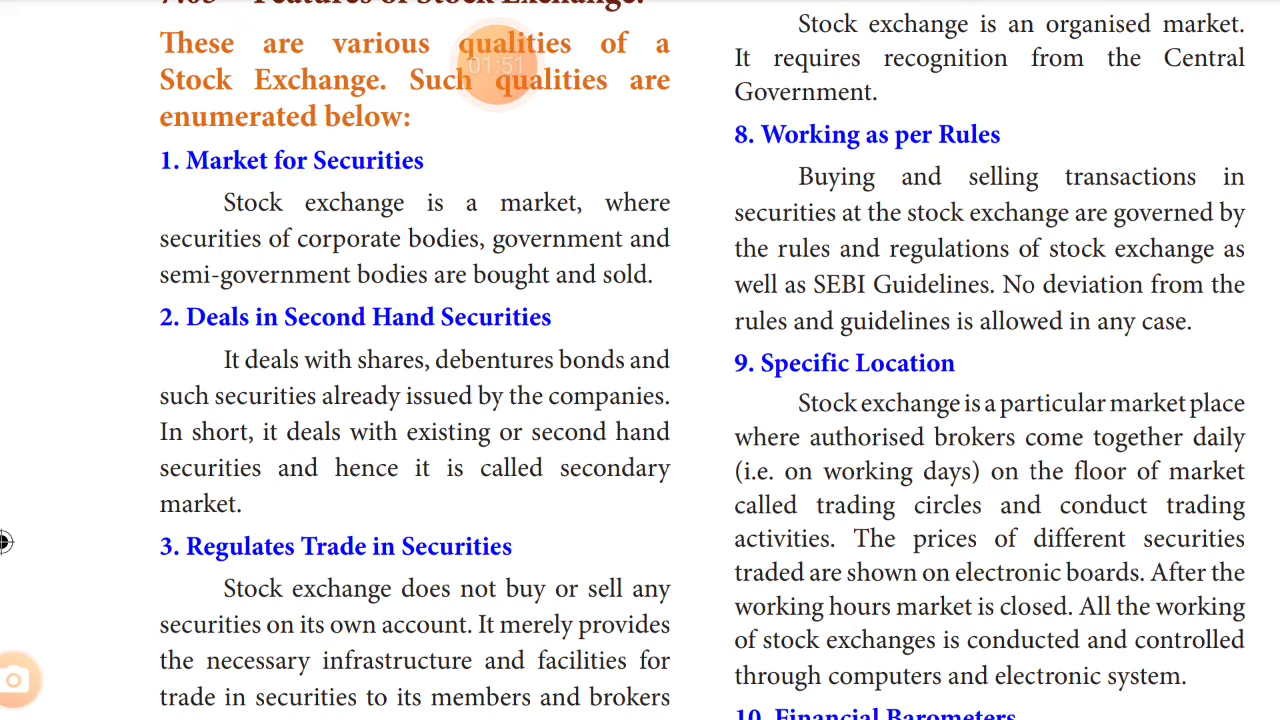 7.05 Features of Stock Exchange:
These are various qualities of a
Stock Exchange. Such qualities are
enumerated below:
01:51
1. Market for Securities
Stock exchange is a market, where
securities of corporate bodies, government and
semi-government bodies are bought and sold.
2. Deals in Second Hand Securities
It deals with shares, debentures bonds and
such securities already issued by the companies.
In short, it deals with existing or second hand
securities and hence it is called secondary
market.
3. Regulates Trade in Securities
Stock exchange does not buy or sell any
securities on its own account. It merely provides
the necessary infrastructure and facilities for
trade in securities to its members and brokers
Stock exchange is an organised market.
It requires recognition from the Central
Government.
8. Working as per Rules
Buying and selling transactions in
securities at the stock exchange are governed by
the rules and regulations of stock exchange as
well as SEBI Guidelines. No deviation from the
rules and guidelines is allowed in any case.
9. Specific Location
Stock exchange is a particular market place
where authorised brokers come together daily
(i.e. on working days) on the floor of market
called trading circles and conduct trading
activities. The prices of different securities
traded are shown on electronic boards. After the
working hours market is closed. All the working
of stock exchanges is conducted and controlled
through computers and electronic system.
10. Financial Barometers